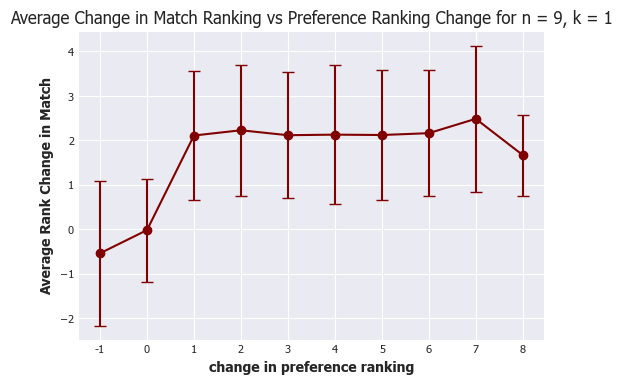 Average Change in Match Ranking vs Preference Ranking Change for n = 9, k = 1
Average Rank Change in Match
4
3
2
1
0
−1
−2
-1 0 1 2 3 4 5 6 7 8
change in preference ranking